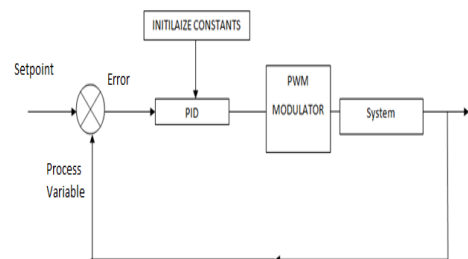 INITILAIZE CONSTANTS
Setpoint
Error
PID
PWM
MODULATOR
System
Process
Variable